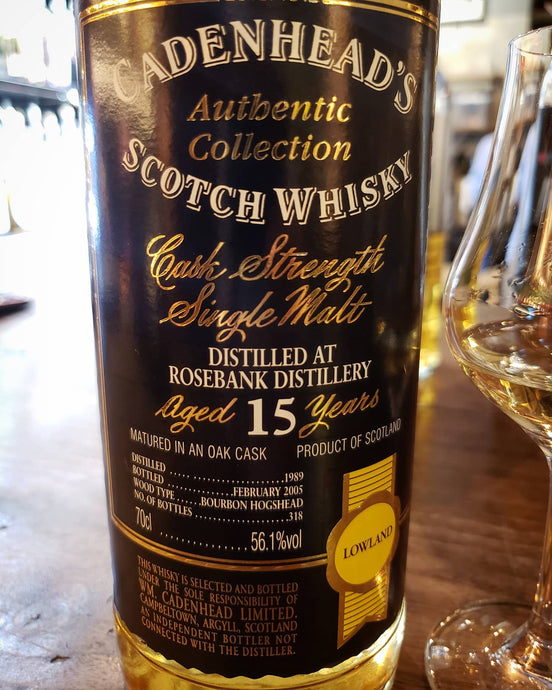 CADENHEAD'S
Authentic
Collection
SCOTCH WHISKY
Cask Strength
Single Malt
DISTILLED AT
ROSEBANK DISTILLERY
Aged 15 Years
MATURED IN AN OAK CASK PRODUCT OF SCOTLAND
DISTILLED ........................1989
BOTTLED ..............FEBRUARY 2005
WOOD TYPE ......BOURBON HOGSHEAD
NO. OF BOTTLES ....................318
70cl ................ 56.1%vol
LOWLAND
THIS WHISKY IS SELECTED AND BOTTLED
UNDER THE SOLE RESPONSIBILITY OF
WM. CADENHEAD LIMITED,
CAMPBELTOWN, ARGYLL, SCOTLAND
AN INDEPENDENT BOTTLER NOT
CONNECTED WITH THE DISTILLER.